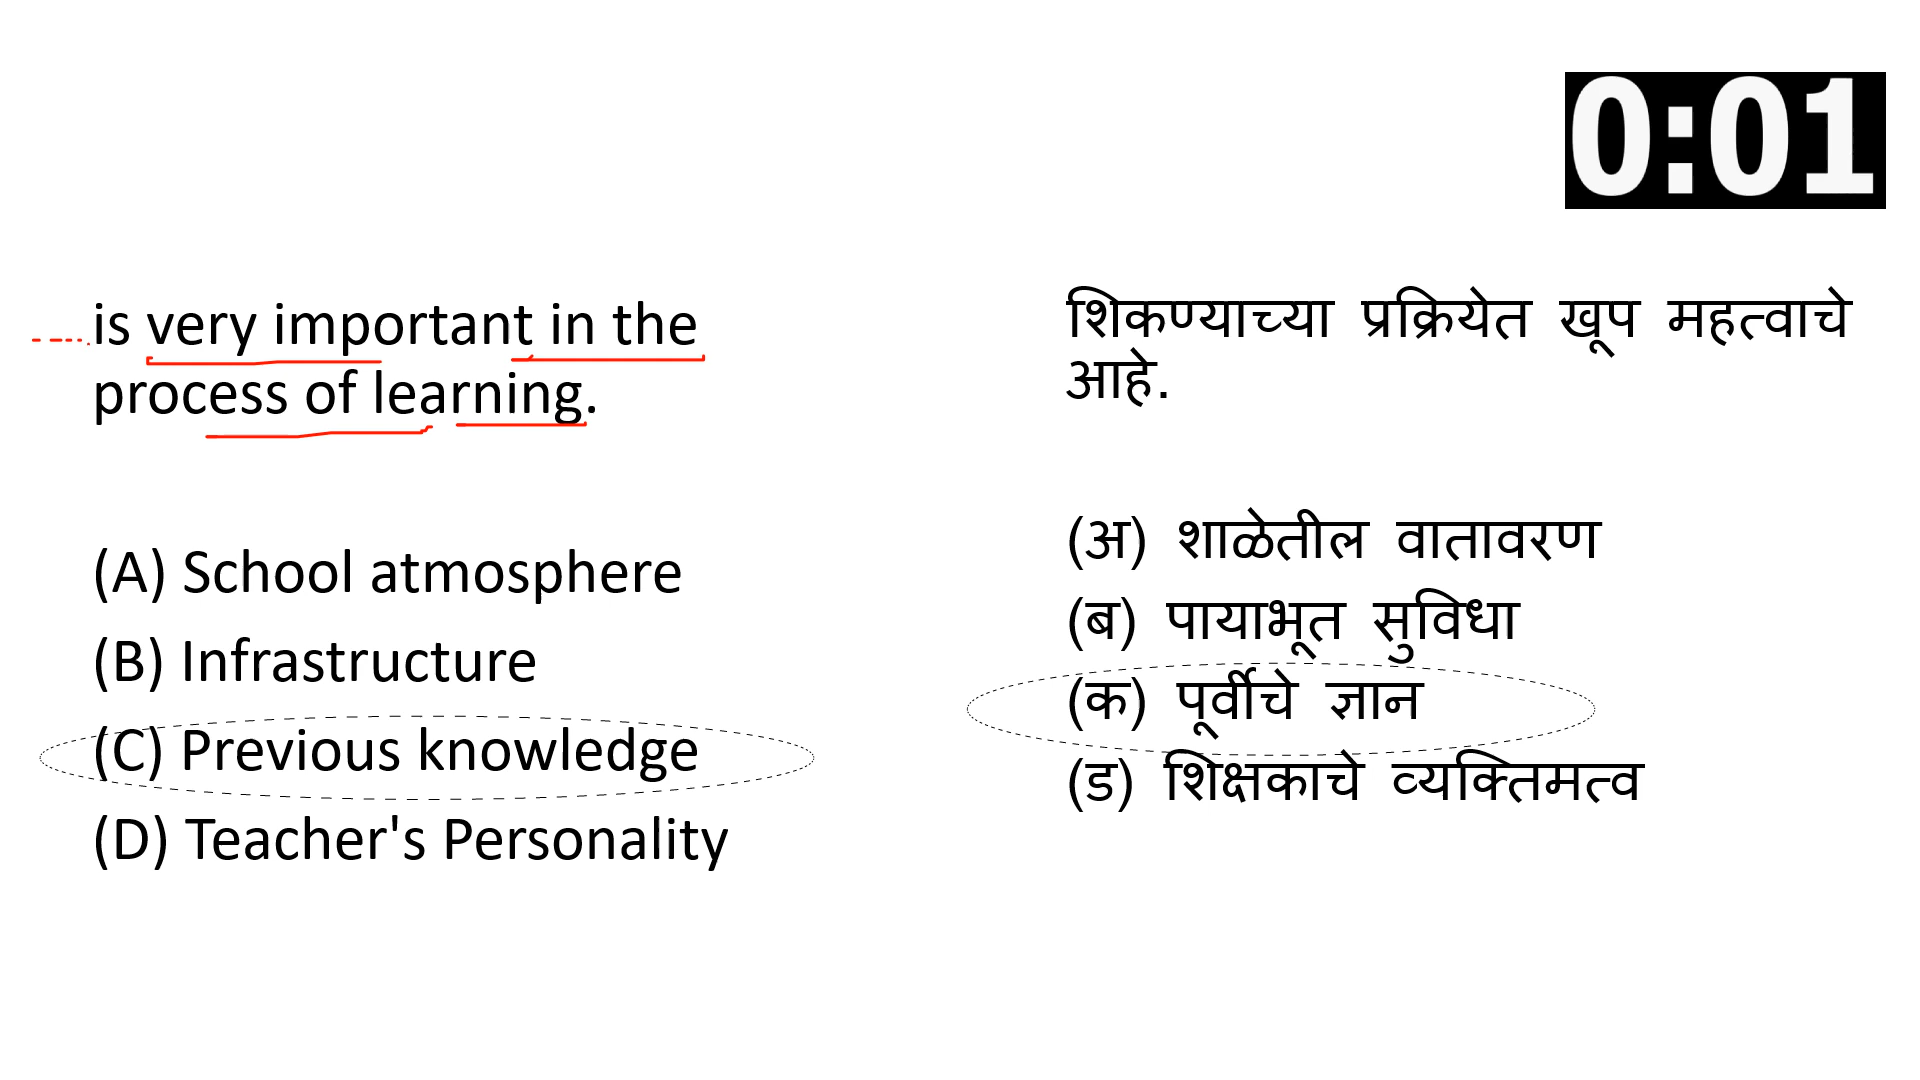 0:01
is very important in the
process of learning.
(A) School atmosphere
(B) Infrastructure
(C) Previous knowledge
(D) Teacher's Personality
शिकण्याच्या प्रक्रियेत खूप महत्वाचे
आहे.
(अ) शाळेतील वातावरण
(ब) पायाभूत सुविधा
(क) पूर्वीचे ज्ञान
(ड) शिक्षकाचे व्यक्तिमत्व